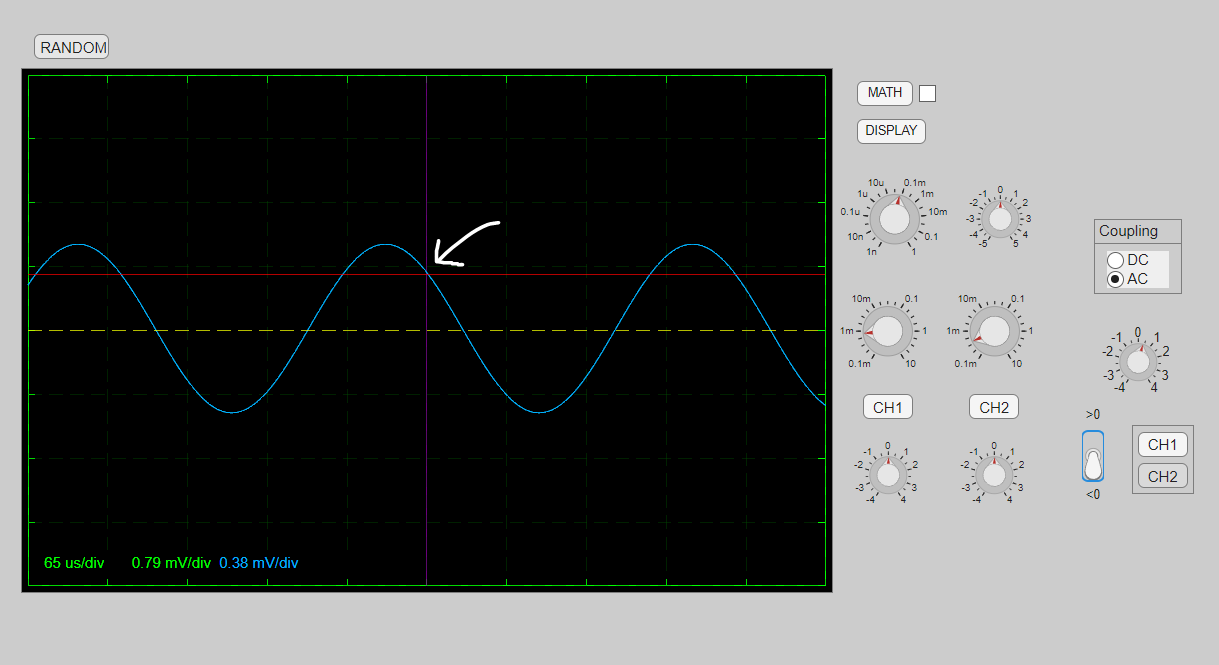 RANDOM
MATH
DISPLAY
10u 0.1m
1u 1m
0.1u 10m
10n 0.1
1n 1
0
-1 1
-2 2
-3 3
-4 4
-5 5
Coupling
DC
AC
10m 0.1
1m 1
0.1m 10
10m 0.1
1m 1
0.1m 10
0
-1 1
-2 2
-3 3
-4 4
CH1
CH2
>0
<0
CH1
CH2
0
-1 1
-2 2
-3 3
-4 4
0
-1 1
-2 2
-3 3
-4 4
65 us/div 0.79 mV/div 0.38 mV/div